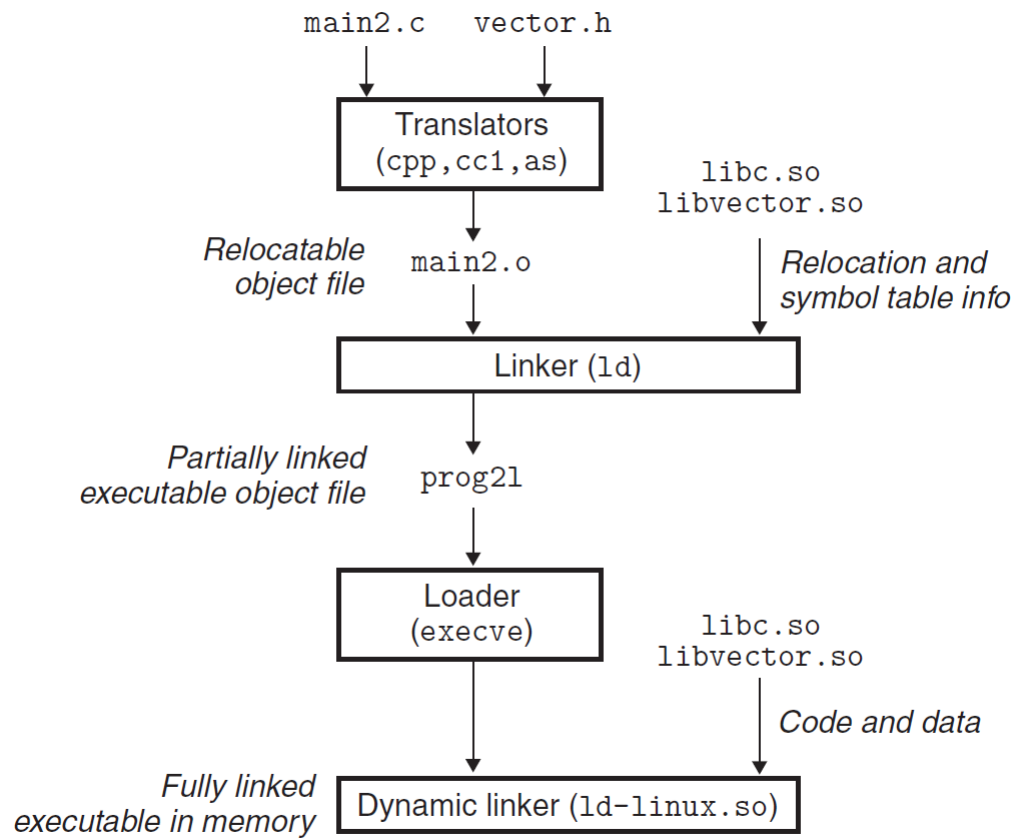 main2.c vector.h
Translators
(cpp,cc1,as)
libc.so
libvector.so
Relocatable
object file
main2.o
Relocation and
symbol table info
Linker (ld)
Partially linked
executable object file
prog2l
Loader
(execve)
libc.so
libvector.so
Code and data
Fully linked
executable in memory
Dynamic linker (ld-linux.so)